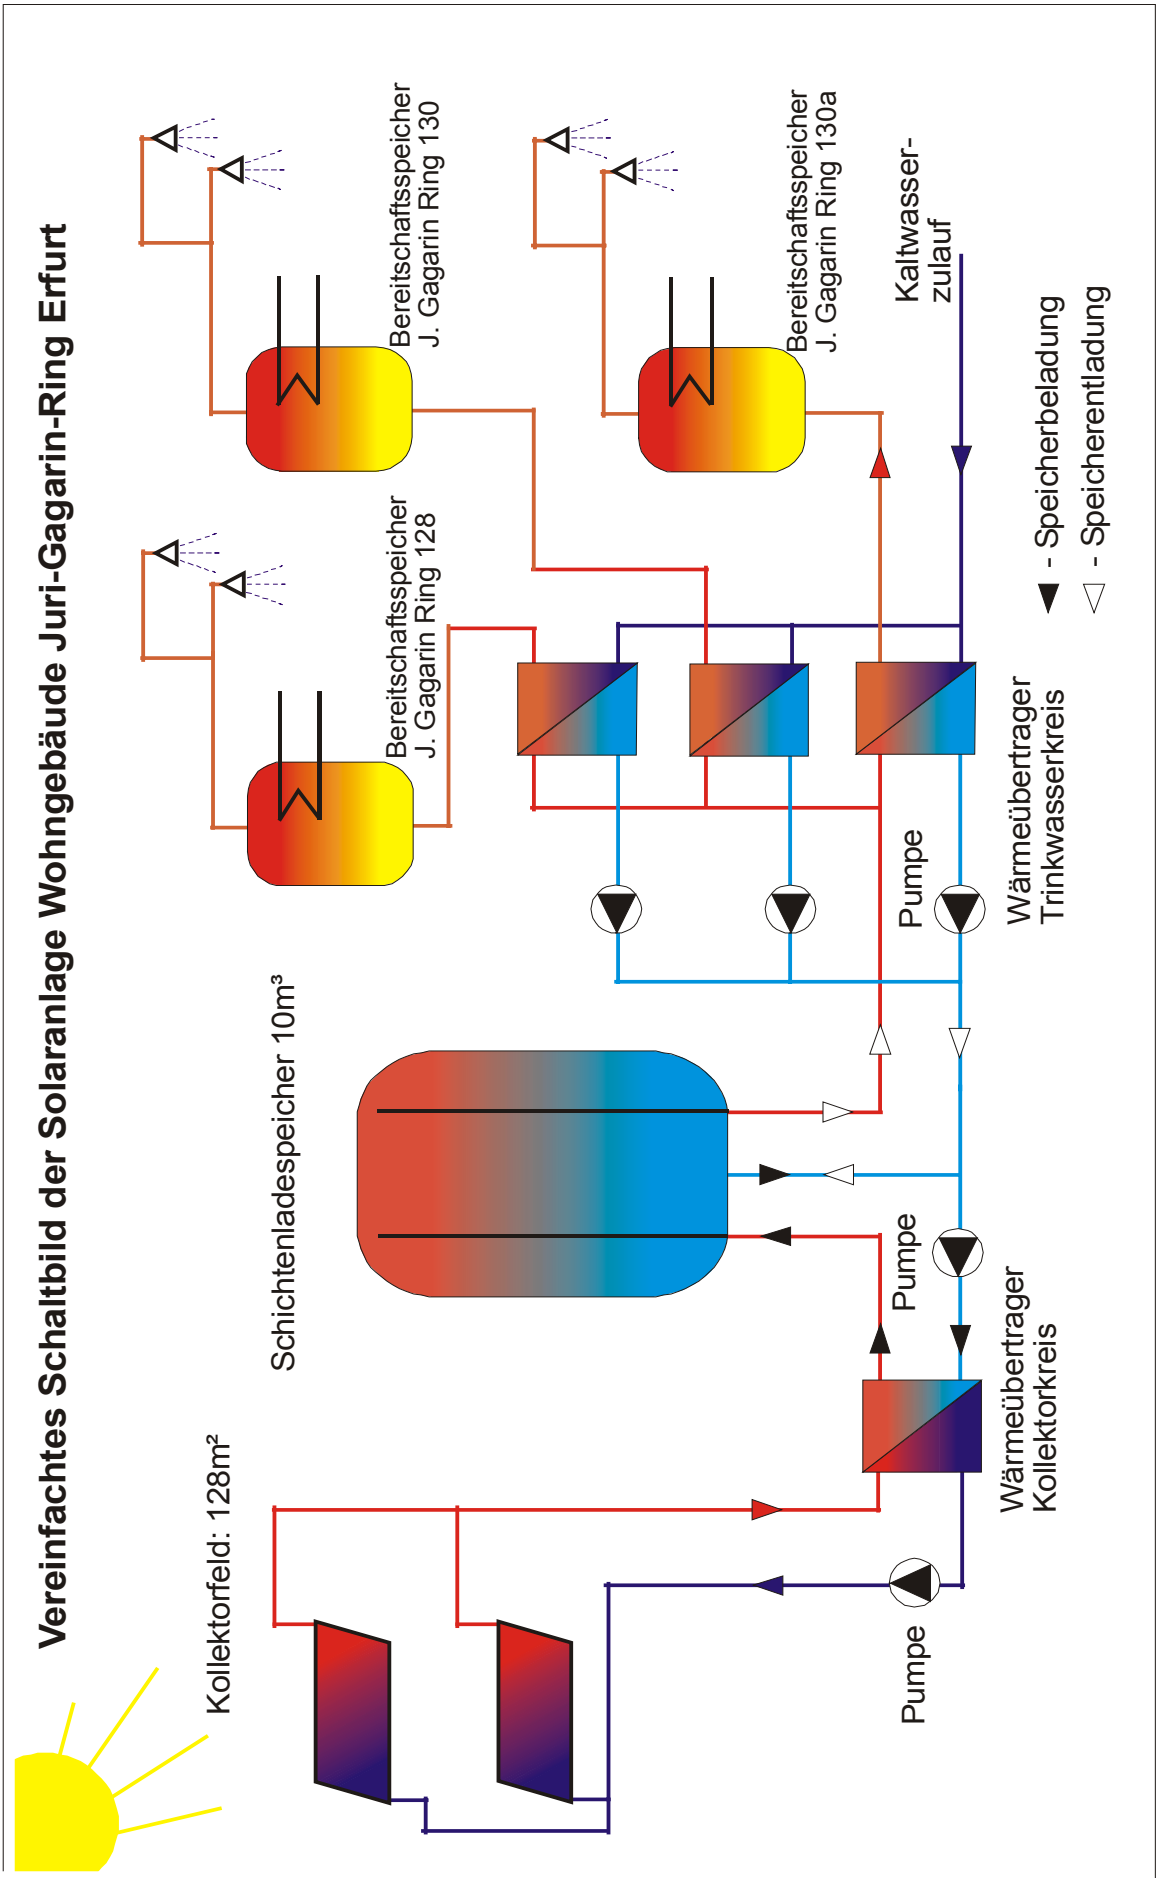 Vereinfachtes Schaltbild der Solaranlage Wohngebäude Juri-Gagarin-Ring Erfurt
Kollektorfeld: 128m²
Schichtenladespeicher 10m³
Bereitschaftsspeicher
J. Gagarin Ring 128
Bereitschaftsspeicher
J. Gagarin Ring 130
Bereitschaftsspeicher
J. Gagarin Ring 130a
Kaltwasser-
zulauf
Pumpe
Pumpe
Pumpe
Wärmeübertrager
Kollektorkreis
Wärmeübertrager
Trinkwasserkreis
- Speicherbeladung
- Speicherentladung